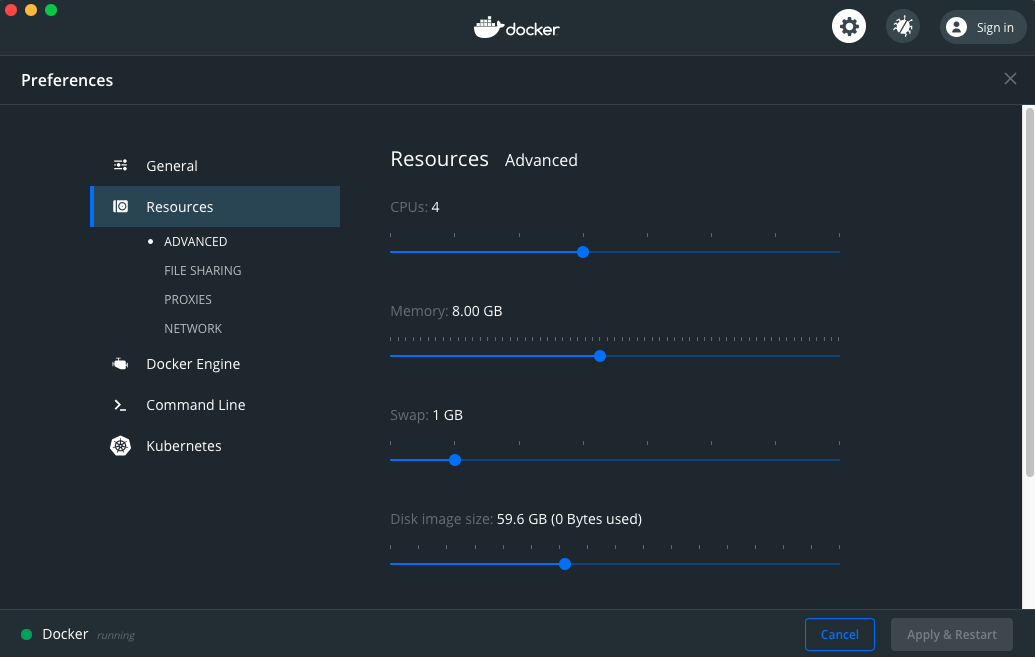 docker
Sign in
Preferences
General
Resources
ADVANCED
FILE SHARING
PROXIES
NETWORK
Docker Engine
Command Line
Kubernetes
Resources Advanced
CPUs: 4
Memory: 8.00 GB
Swap: 1 GB
Disk image size: 59.6 GB (0 Bytes used)
Docker running
Cancel
Apply & Restart